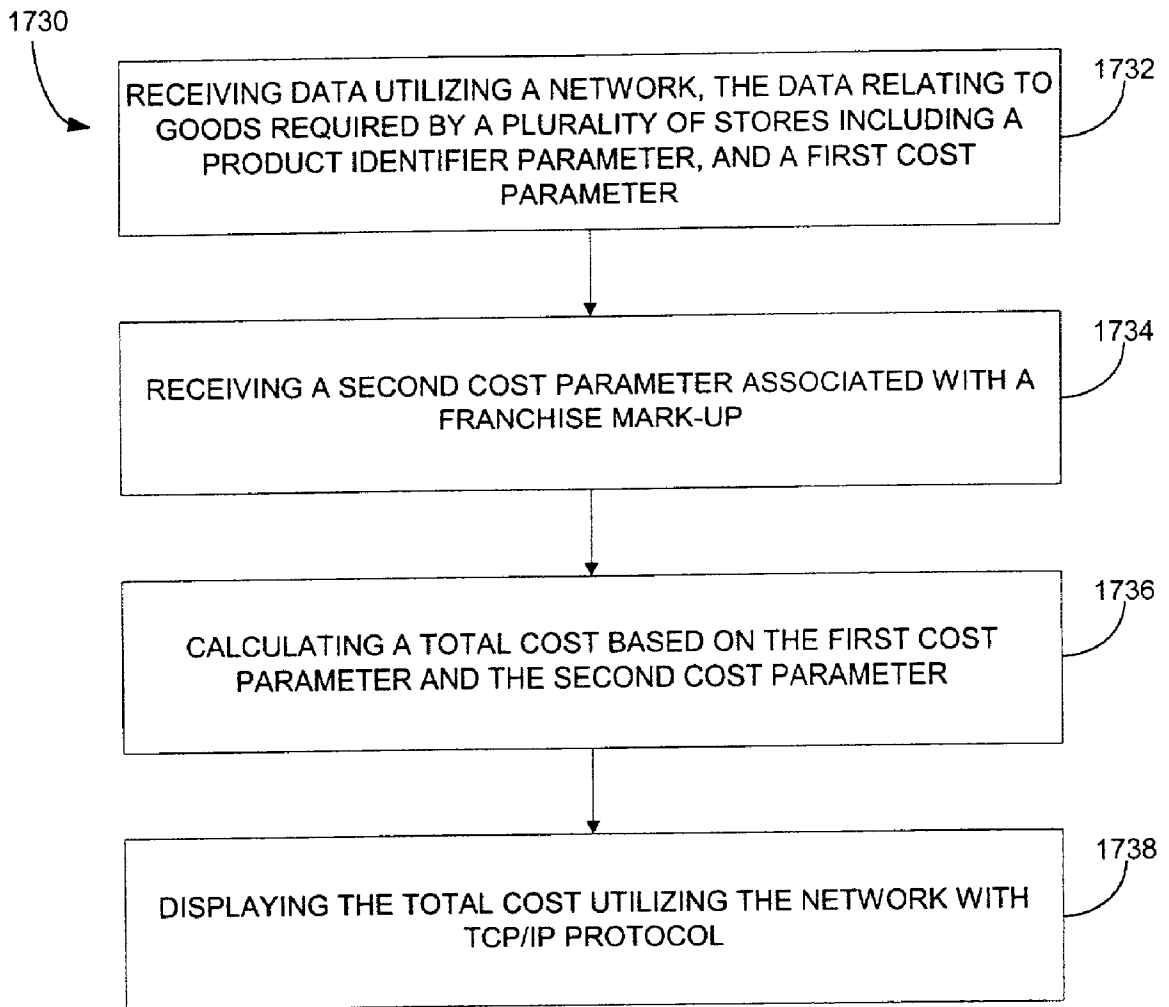 1730
RECEIVING DATA UTILIZING A NETWORK, THE DATA RELATING TO
GOODS REQUIRED BY A PLURALITY OF STORES INCLUDING A
PRODUCT IDENTIFIER PARAMETER, AND A FIRST COST
PARAMETER
1732
RECEIVING A SECOND COST PARAMETER ASSOCIATED WITH A
FRANCHISE MARK-UP
1734
CALCULATING A TOTAL COST BASED ON THE FIRST COST
PARAMETER AND THE SECOND COST PARAMETER
1736
DISPLAYING THE TOTAL COST UTILIZING THE NETWORK WITH
TCP/IP PROTOCOL
1738